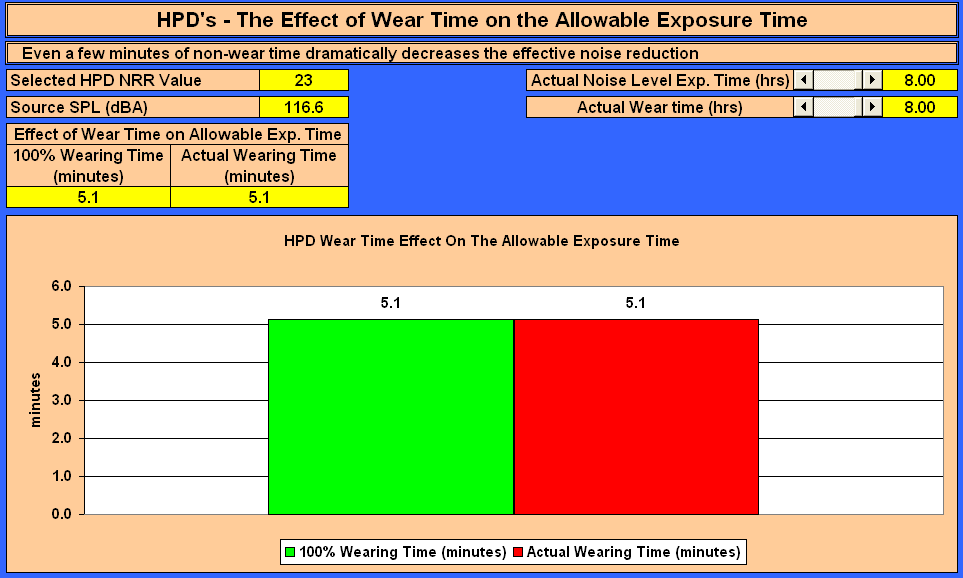 HPD's - The Effect of Wear Time on the Allowable Exposure Time
Even a few minutes of non-wear time dramatically decreases the effective noise reduction
Selected HPD NRR Value 23
Actual Noise Level Exp. Time (hrs) 8.00
Source SPL (dBA) 116.6
Actual Wear time (hrs) 8.00
Effect of Wear Time on Allowable Exp. Time
100% Wearing Time (minutes)
Actual Wearing Time (minutes)
5.1 5.1
HPD Wear Time Effect On The Allowable Exposure Time
6.0
5.0
4.0
3.0
2.0
1.0
0.0
minutes
5.1 5.1
100% Wearing Time (minutes) Actual Wearing Time (minutes)